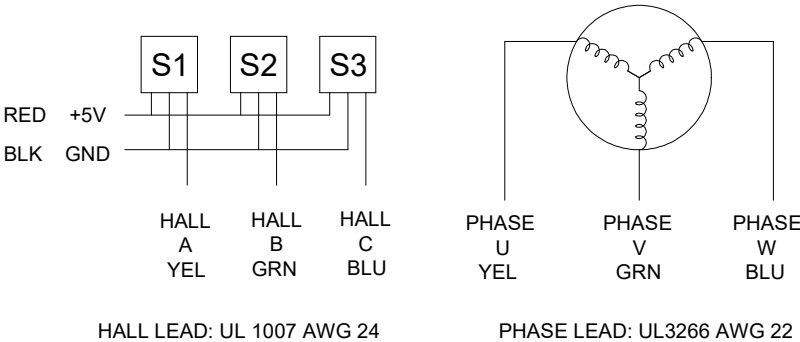 S1 S2 S3
RED +5V
BLK GND
HALL HALL HALL
A B C
YEL GRN BLU
PHASE PHASE PHASE
U V W
YEL GRN BLU
HALL LEAD: UL 1007 AWG 24
PHASE LEAD: UL3266 AWG 22